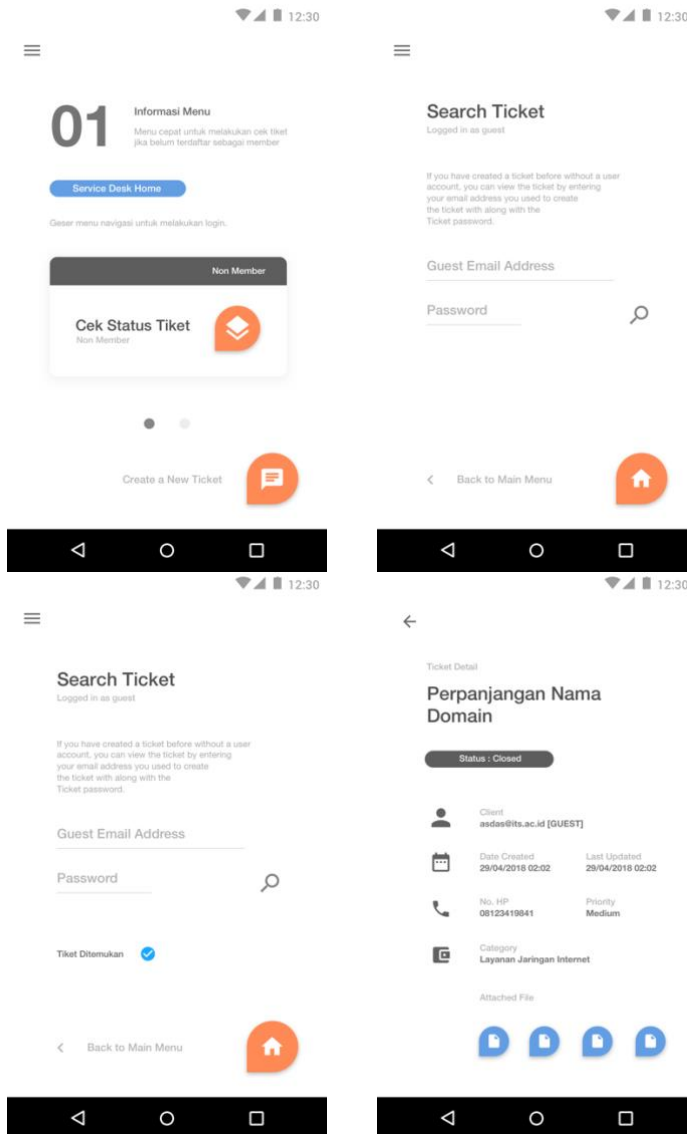 12:30
01
Informasi Menu
Menu cepat untuk melakukan cek tiket
jika belum terdaftar sebagai member
Service Desk Home
Geser menu navigasi untuk melakukan login.
Non Member
Cek Status Tiket
Non Member
Create a New Ticket
12:30
Search Ticket
Logged in as guest
If you have created a ticket before without a user
account, you can view the ticket by entering
your email address you used to create
the ticket with along with the
Ticket password.
Guest Email Address
Password
Back to Main Menu
12:30
Search Ticket
Logged in as guest
If you have created a ticket before without a user
account, you can view the ticket by entering
your email address you used to create
the ticket with along with the
Ticket password.
Guest Email Address
Password
Tiket Ditemukan
Back to Main Menu
12:30
Ticket Detail
Perpanjangan Nama
Domain
Status : Closed
Client
asdas@its.ac.id [GUEST]
Date Created Last Updated
29/04/2018 02:02 29/04/2018 02:02
No. HP Priority
08123419841 Medium
Category
Layanan Jaringan Internet
Attached File